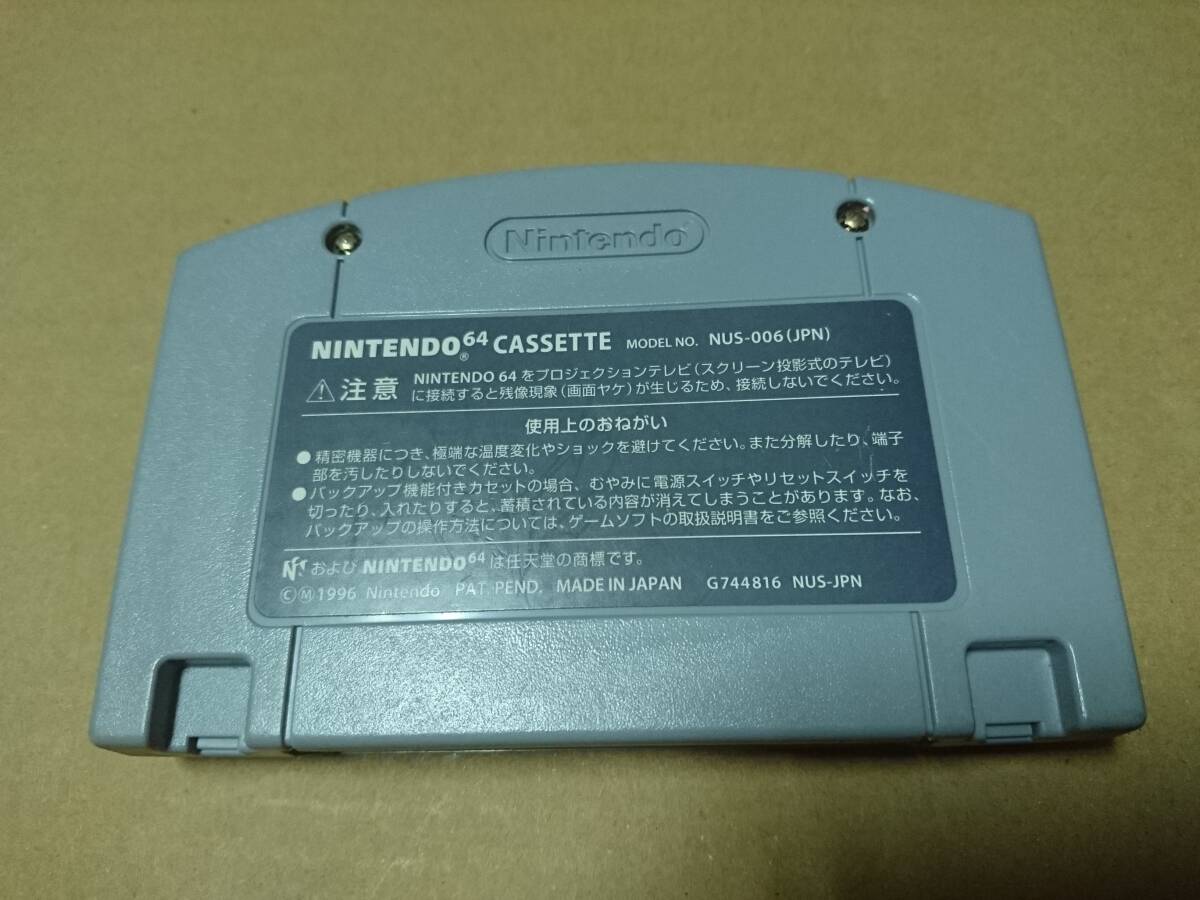 Nintendo
NINTENDO64® CASSETTE MODEL NO. NUS-006(JPN)
注意 NINTENDO 64をプロジェクションテレビ(スクリーン投影式のテレビ)
に接続すると残像現象(画面ヤケ)が生じるため、接続しないでください。
使用上のおねがい
●精密機器につき、極端な温度変化やショックを避けてください。また分解したり、端子
部を汚したりしないでください。
●バックアップ機能付きカセットの場合、むやみに電源スイッチやリセットスイッチを
切ったり、入れたりすると、蓄積されている内容が消えてしまうことがあります。なお、
バックアップの操作方法については、ゲームソフトの取扱説明書をご参照ください。
および NINTENDO64 は任天堂の商標です。
ⒸⓂ1996 Nintendo PAT. PEND. MADE IN JAPAN G744816 NUS-JPN